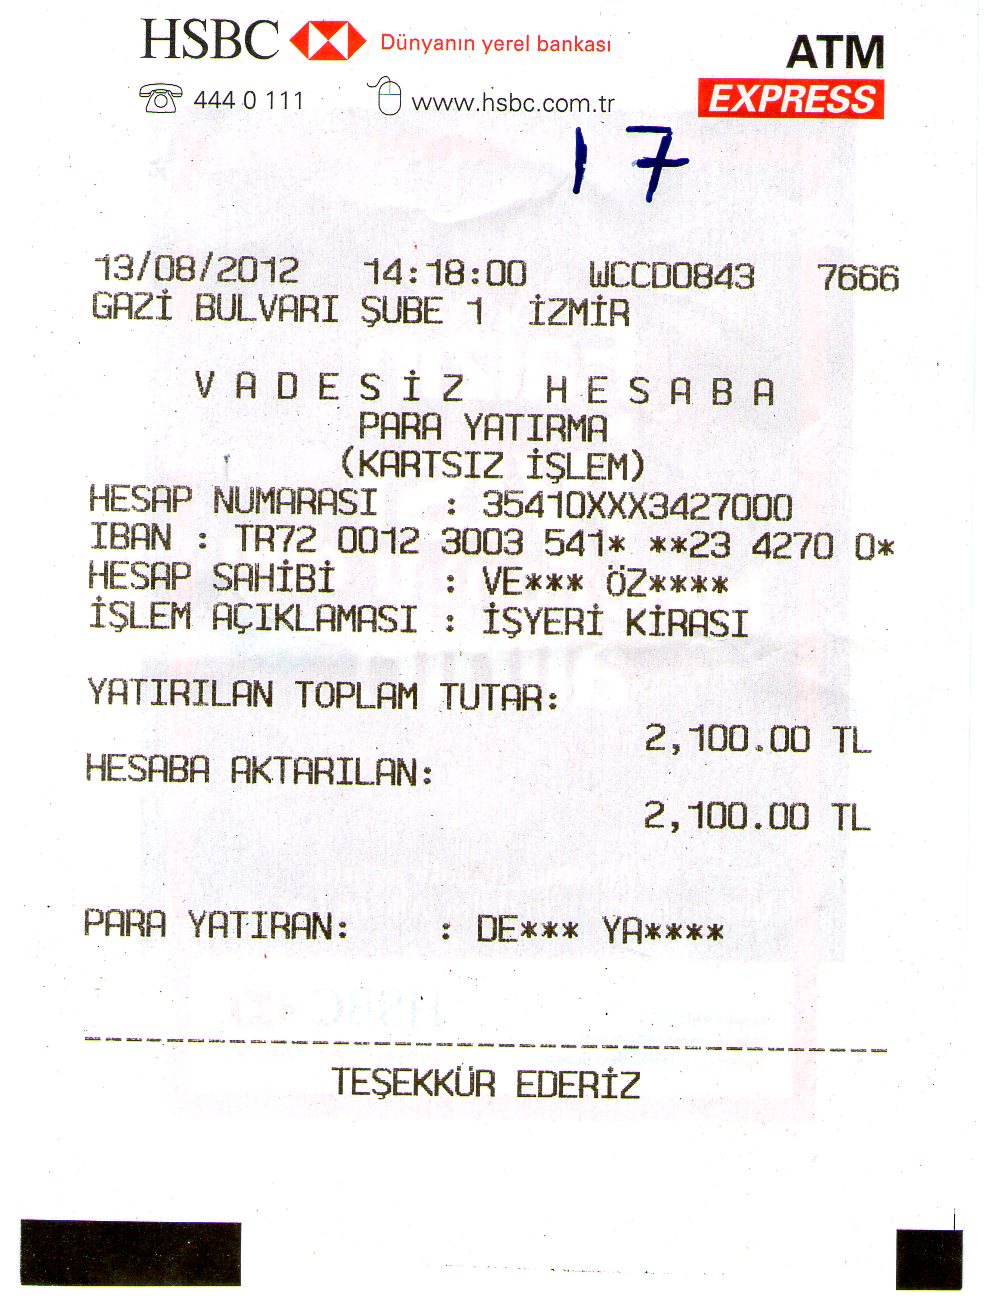 HSBC Dünyanın yerel bankası
ATM
EXPRESS
444 0 111 www.hsbc.com.tr
17
13/08/2012 14:18:00 WCCD0843 7666
GAZİ BULVARI ŞUBE 1 İZMİR
VADESİZ HESABA
PARA YATIRMA
(KARTSIZ İŞLEM)
HESAP NUMARASI : 35410XXX3427000
IBAN : TR72 0012 3003 541* **23 4270 0*
HESAP SAHİBİ : VE*** ÖZ****
İŞLEM AÇIKLAMASI : İŞYERİ KİRASI
YATIRILAN TOPLAM TUTAR:
2,100.00 TL
HESABA AKTARILAN:
2,100.00 TL
PARA YATIRAN: : DE*** YA****
TEŞEKKÜR EDERİZ